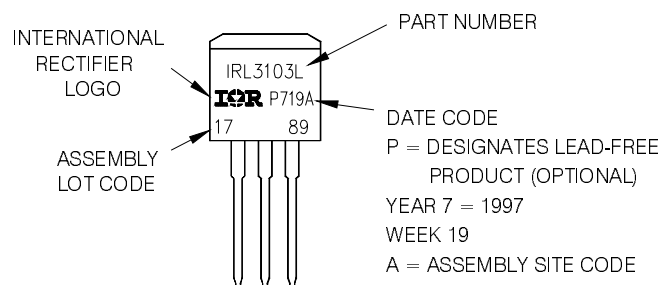 INTERNATIONAL
RECTIFIER
LOGO
PART NUMBER
IRL3103L
IOR P719A
17 89
ASSEMBLY
LOT CODE
DATE CODE
P = DESIGNATES LEAD-FREE
PRODUCT (OPTIONAL)
YEAR 7 = 1997
WEEK 19
A = ASSEMBLY SITE CODE